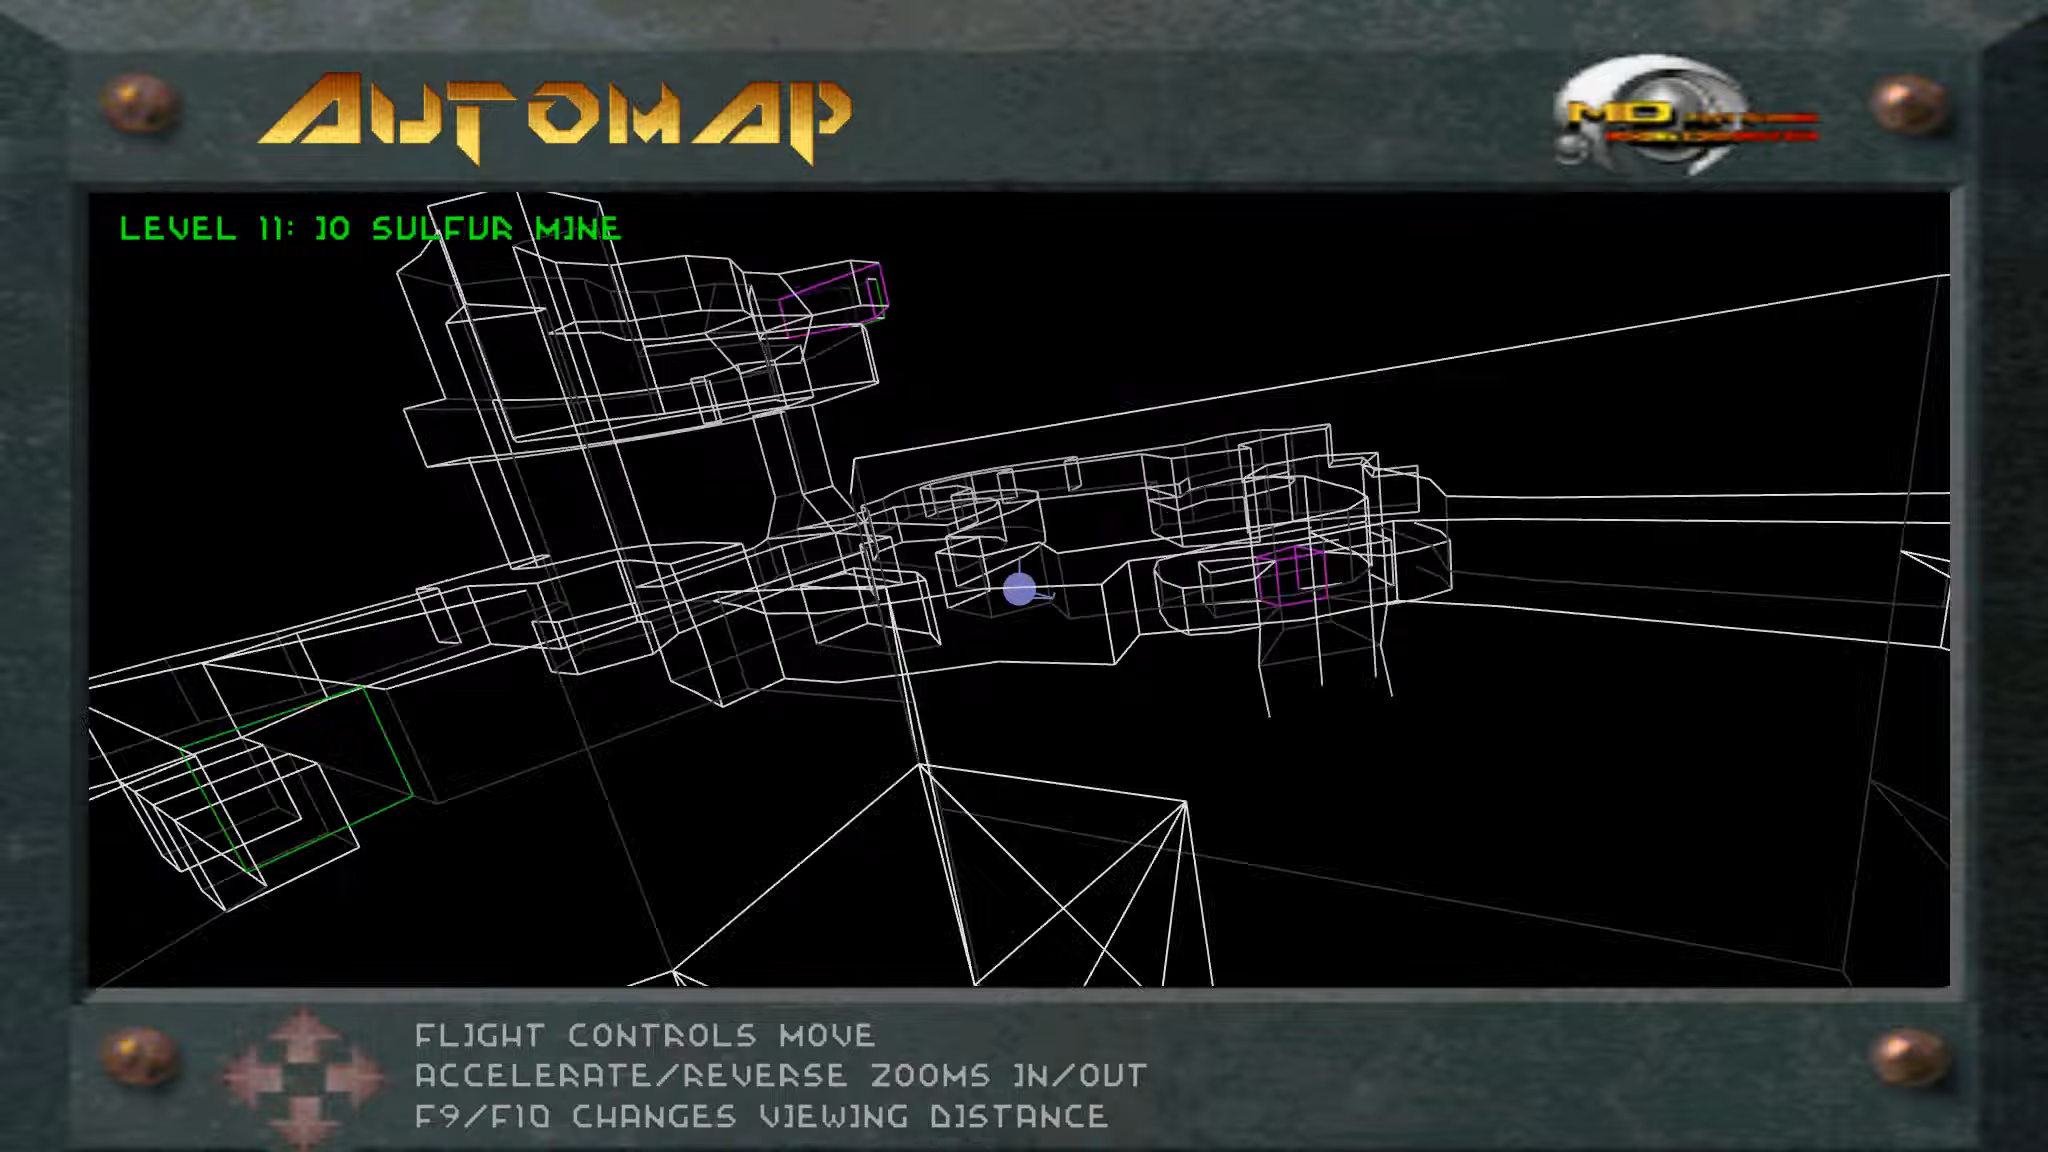 AUTOMAP
MD
LEVEL 11: IO SULFUR MINE
FLIGHT CONTROLS MOVE
ACCELERATE/REVERSE ZOOMS IN/OUT
F9/F10 CHANGES VIEWING DISTANCE